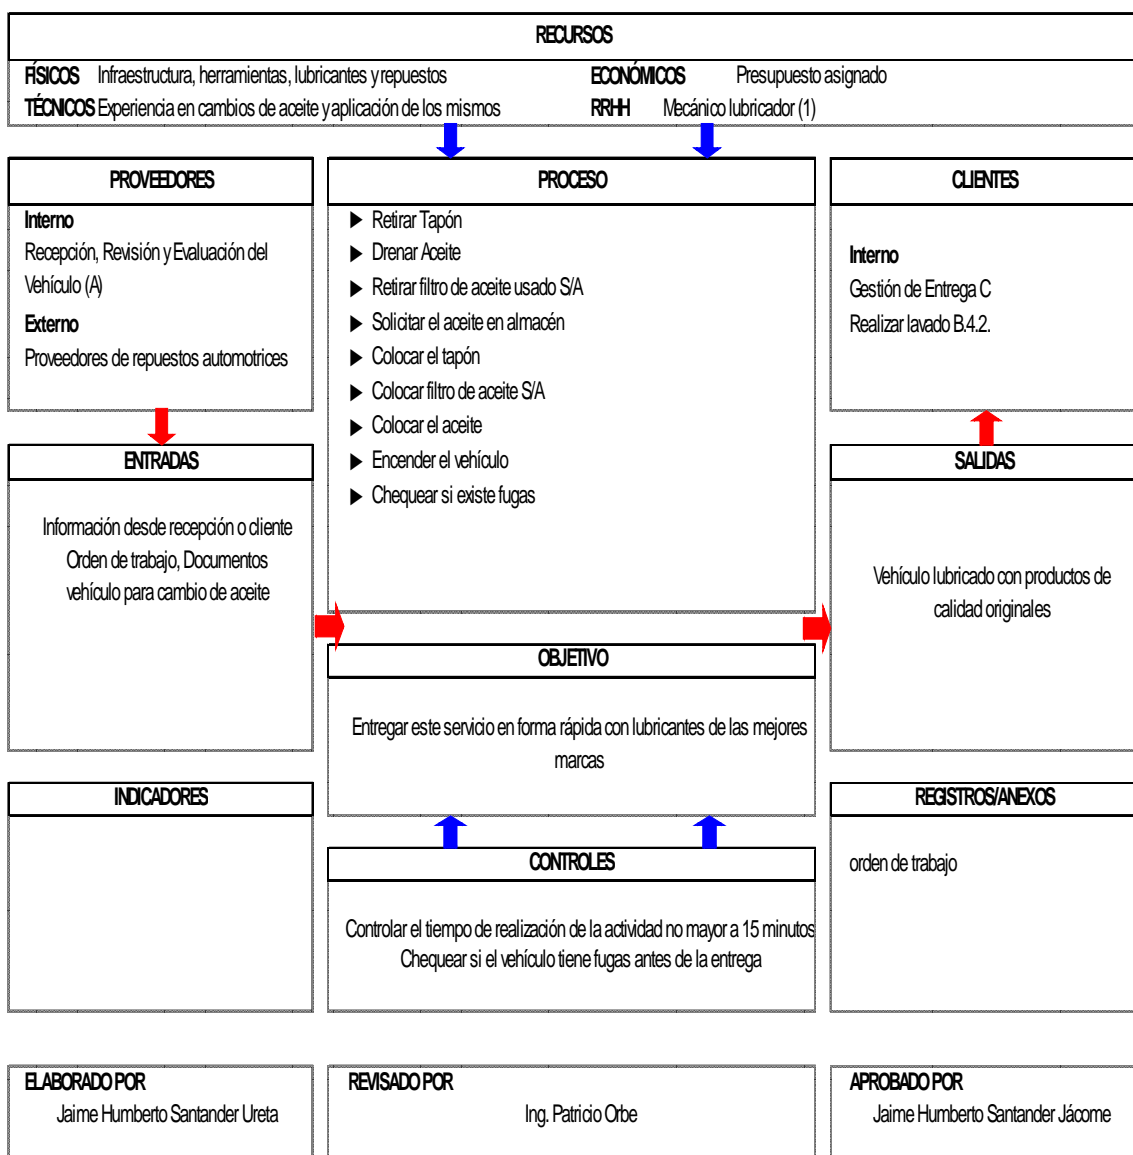 RECURSOS
FÍSICOS Infraestructura, herramientas, lubricantes y repuestos ECONÓMICOS Presupuesto asignado
TÉCNICOS Experiencia en cambios de aceite y aplicación de los mismos RRHH Mecánico lubricador (1)
PROVEEDORES
Interno
Recepción, Revisión y Evaluación del
Vehículo (A)
Externo
Proveedores de repuestos automotrices
PROCESO
Retirar Tapón
Drenar Aceite
Retirar filtro de aceite usado S/A
Solicitar el aceite en almacén
Colocar el tapón
Colocar filtro de aceite S/A
Colocar el aceite
Encender el vehículo
Chequear si existe fugas
CLIENTES
Interno
Gestión de Entrega C
Realizar lavado B.4.2.
ENTRADAS
Información desde recepción o cliente
Orden de trabajo, Documentos
vehículo para cambio de aceite
SALIDAS
Vehículo lubricado con productos de
calidad originales
OBJETIVO
Entregar este servicio en forma rápida con lubricantes de las mejores
marcas
INDICADORES
CONTROLES
Controlar el tiempo de realización de la actividad no mayor a 15 minutos
Chequear si el vehículo tiene fugas antes de la entrega
REGISTROS/ANEXOS
orden de trabajo
ELABORADO POR
Jaime Humberto Santander Ureta
REVISADO POR
Ing. Patricio Orbe
APROBADO POR
Jaime Humberto Santander Jácome